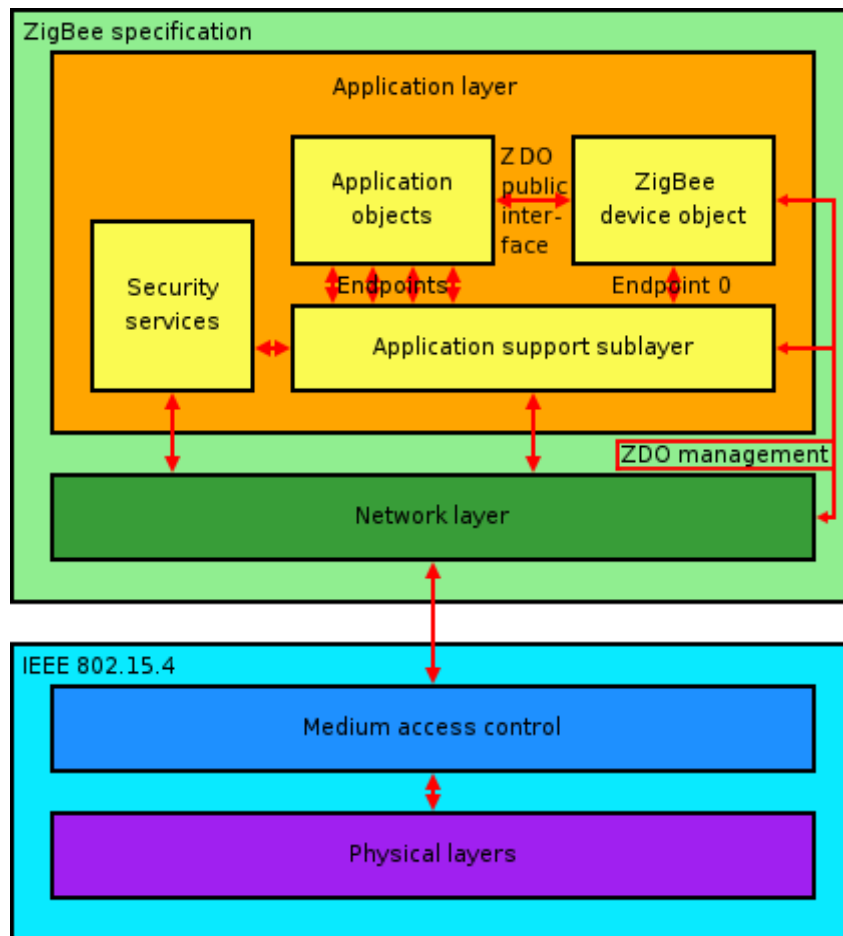 ZigBee specification
Application layer
Application
objects
ZDO
public
inter-
face
ZigBee
device object
Security
services
Endpoints
Endpoint 0
Application support sublayer
ZDO management
Network layer
IEEE 802.15.4
Medium access control
Physical layers